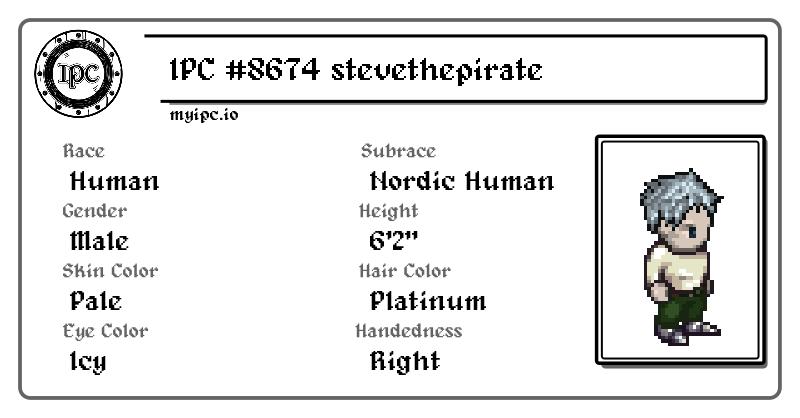 IPC
IPC #8674 stevethepirate
myipc.io
Race
Human
Subrace
Nordic Human
Gender
Male
Height
6'2"
Skin Color
Pale
Hair Color
Platinum
Eye Color
Icy
Handedness
Right